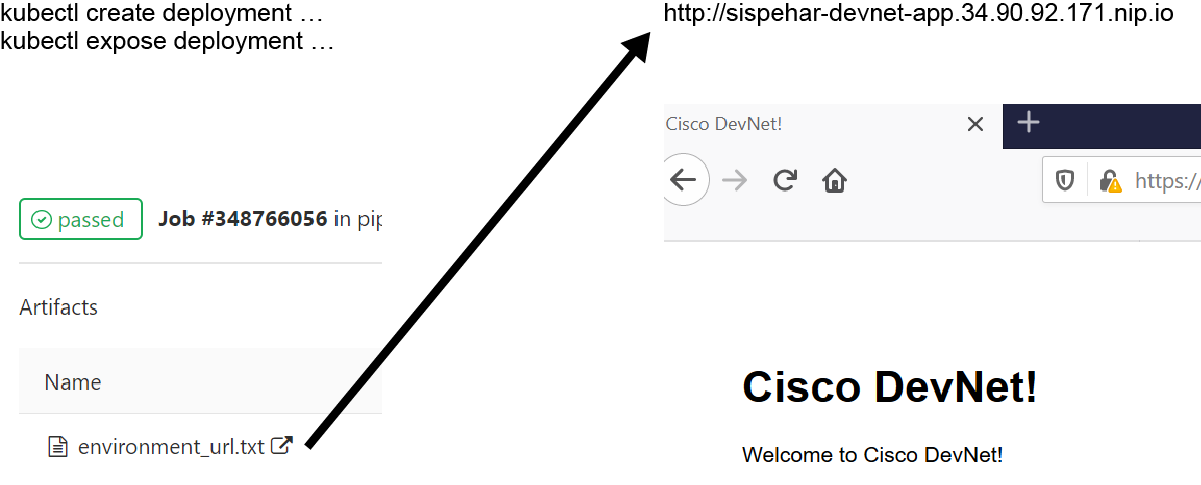 kubectl create deployment …
kubectl expose deployment …
http://sispehar-devnet-app.34.90.92.171.nip.io
Cisco DevNet!
https://
passed Job #348766056 in pip
Artifacts
Name
environment_url.txt
Cisco DevNet!
Welcome to Cisco DevNet!